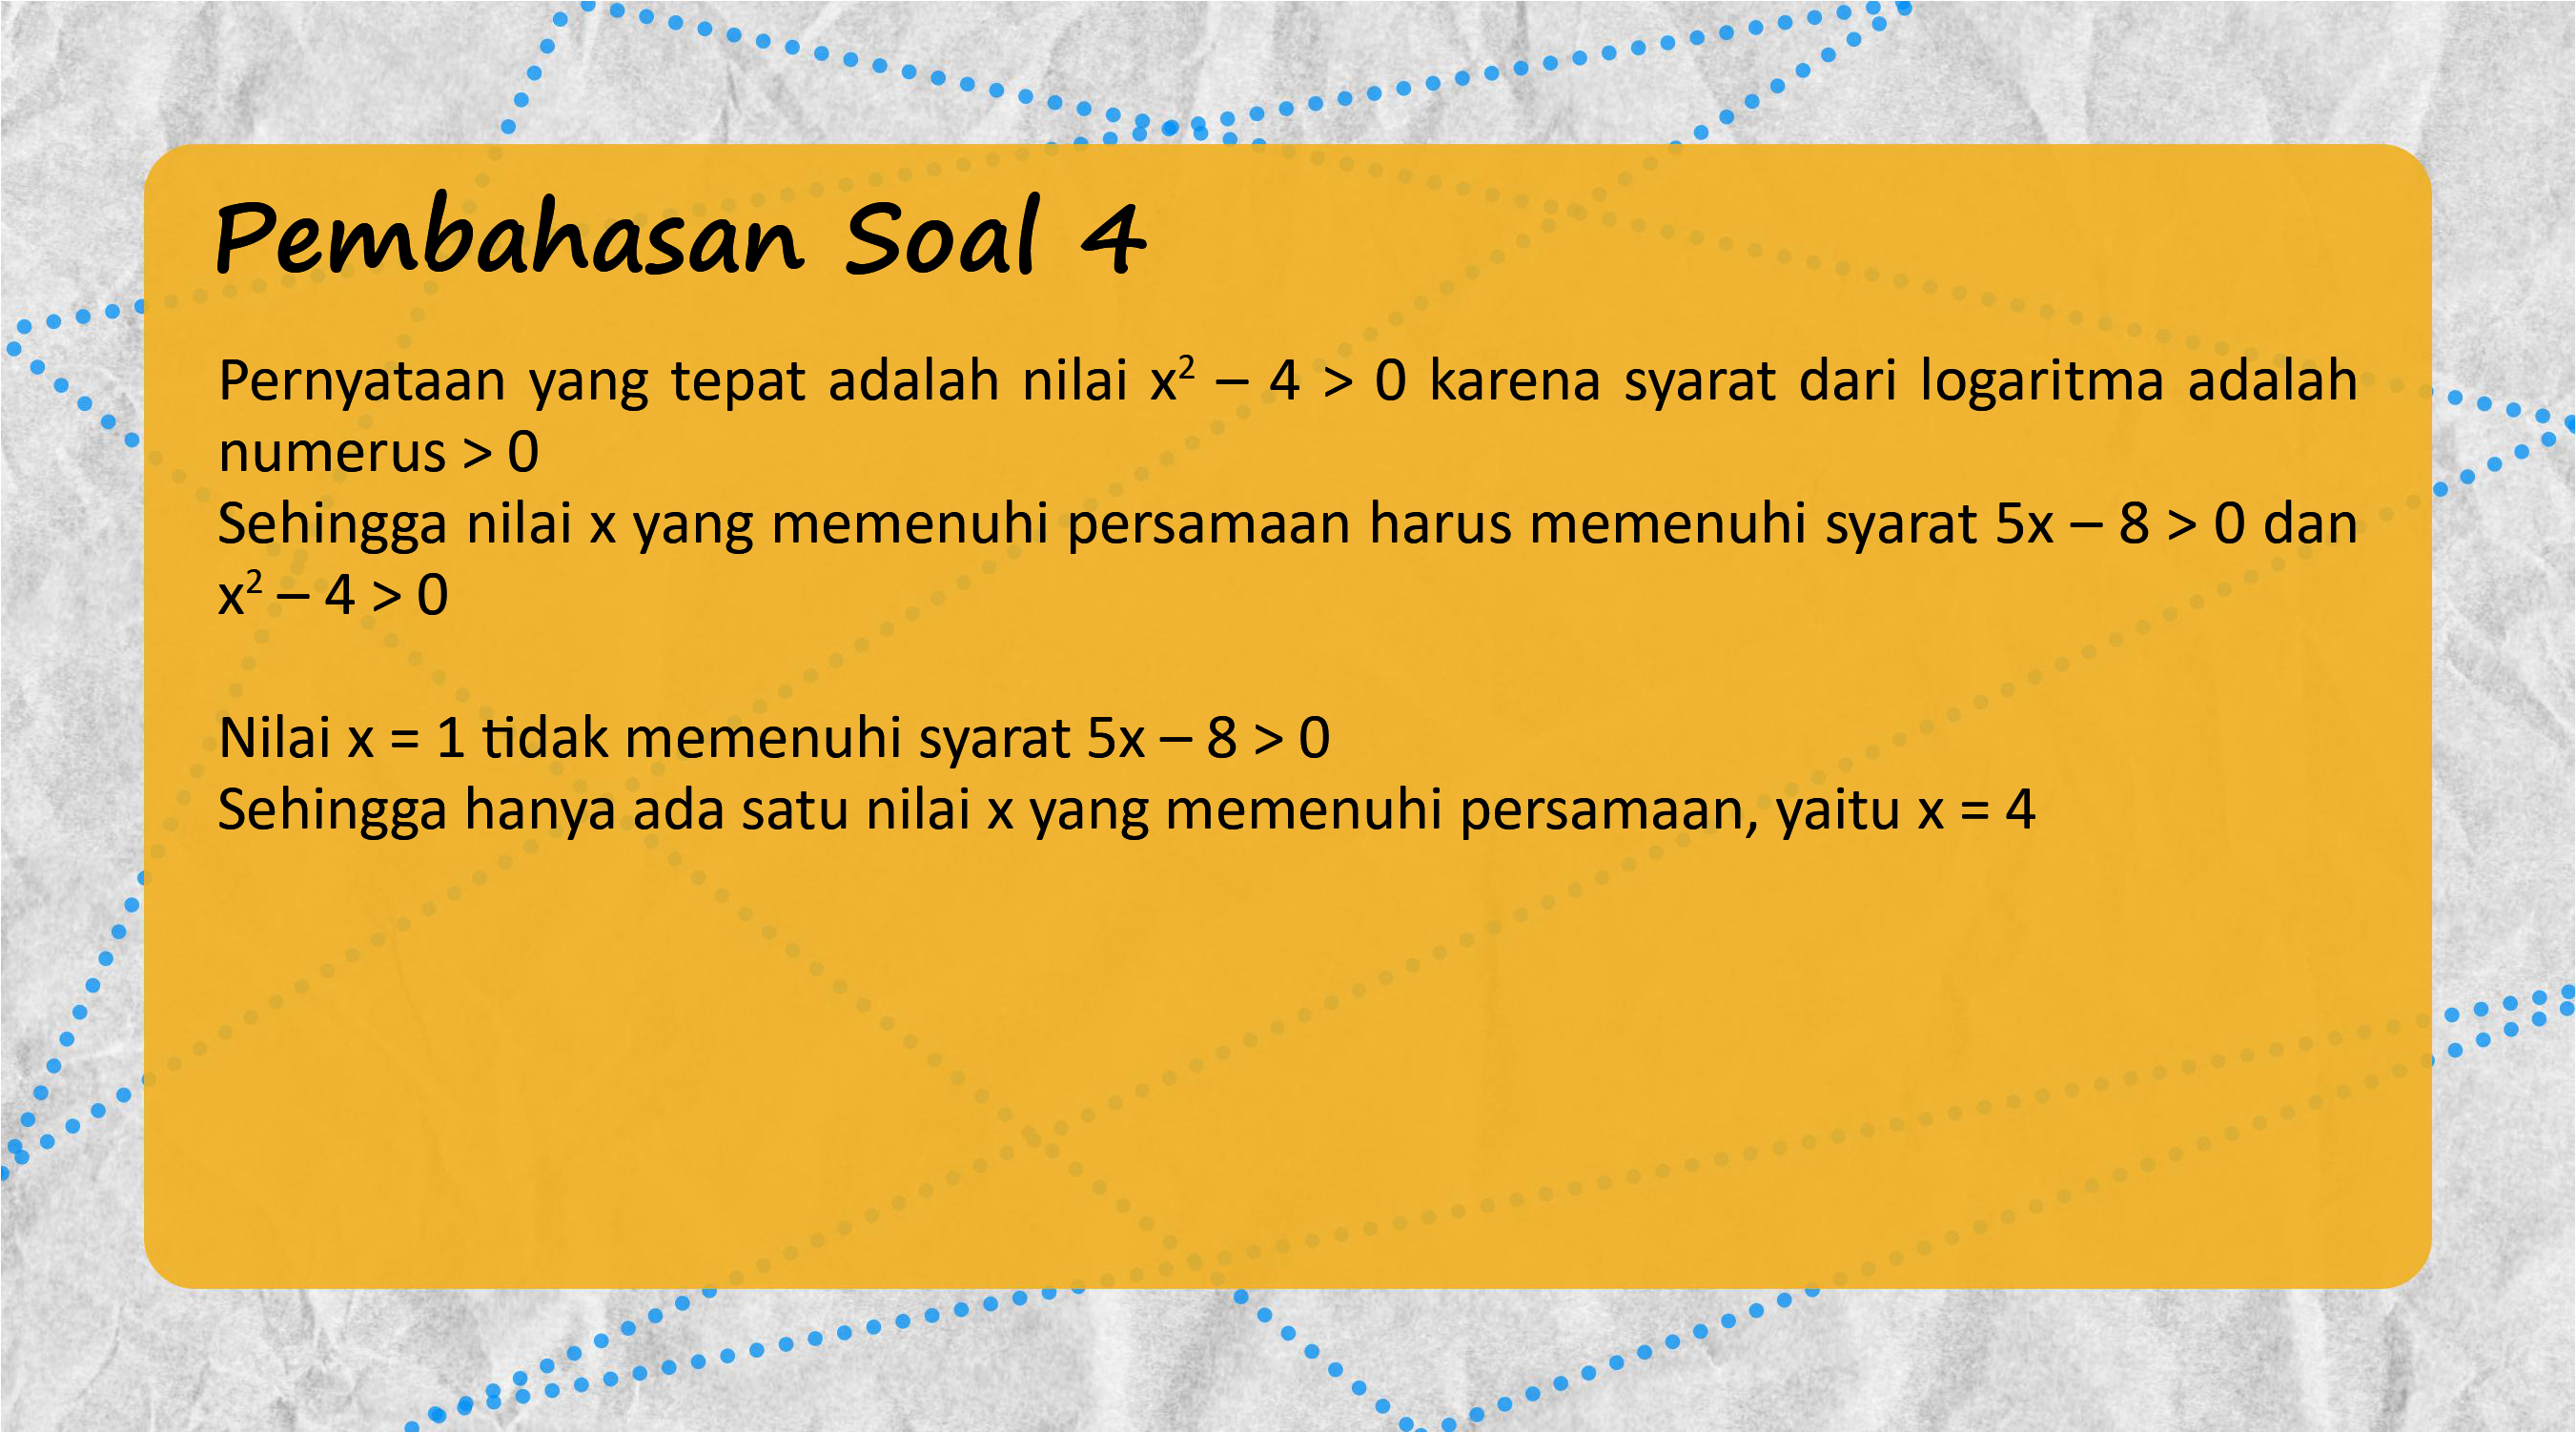 Pembahasan Soal 4
Pernyataan yang tepat adalah nilai x² – 4 > 0 karena syarat dari logaritma adalah
numerus > 0
Sehingga nilai x yang memenuhi persamaan harus memenuhi syarat 5x – 8 > 0 dan
x² – 4 > 0
Nilai x = 1 tidak memenuhi syarat 5x – 8 > 0
Sehingga hanya ada satu nilai x yang memenuhi persamaan, yaitu x = 4